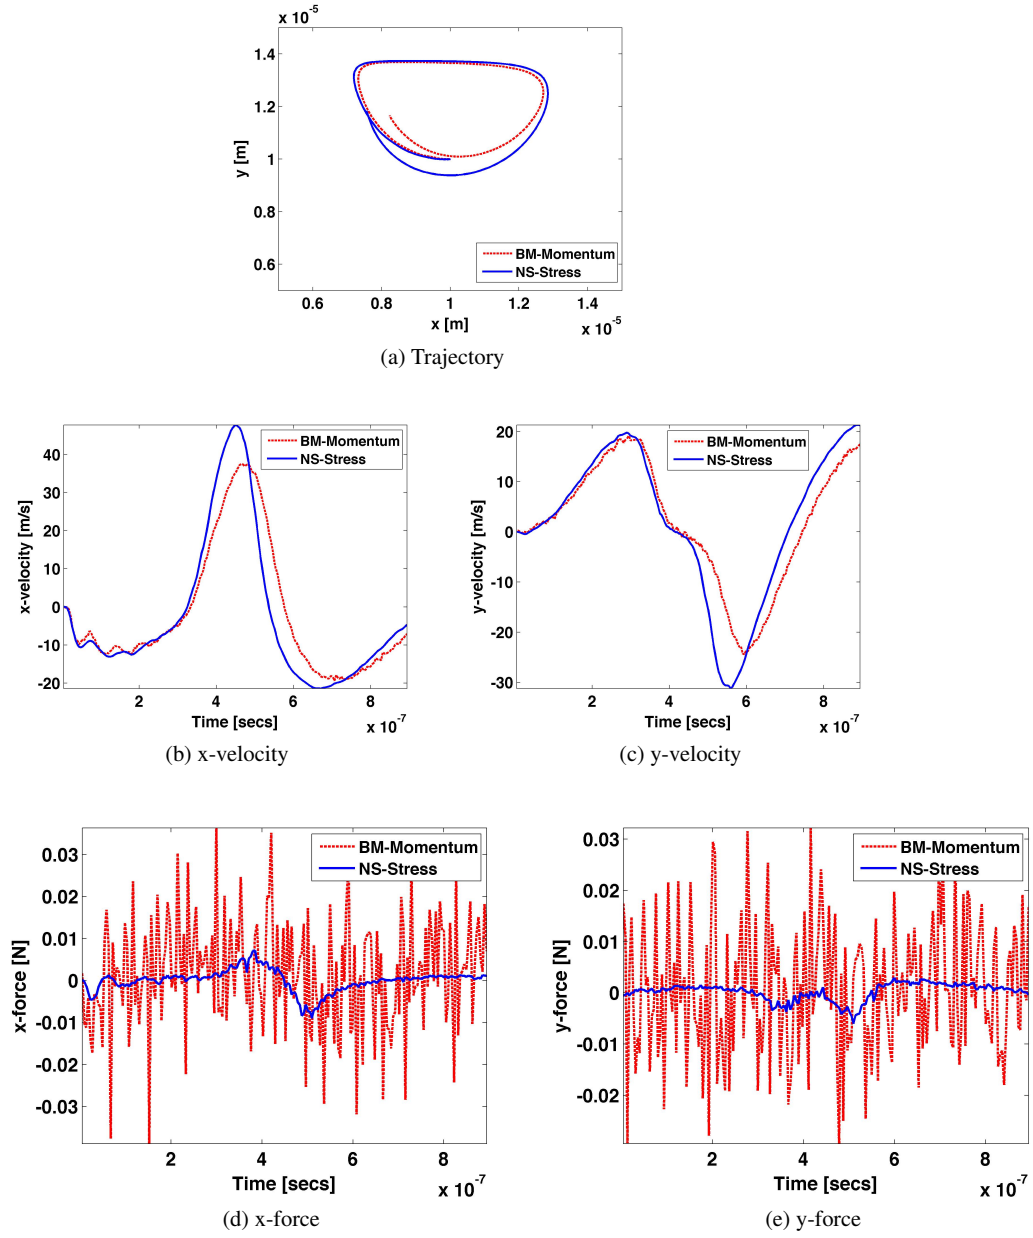 x 10-5
1.4
1.2
1
0.8
0.6
y [m]
BM-Momentum
NS-Stress
0.6 0.8 1 1.2 1.4
x [m]
x 10-5
(a) Trajectory
40
30
20
10
0
-10
-20
x-velocity [m/s]
BM-Momentum
NS-Stress
2 4 6 8
Time [secs]
x 10-7
(b) x-velocity
20
10
0
-10
-20
-30
y-velocity [m/s]
BM-Momentum
NS-Stress
2 4 6 8
Time [secs]
x 10-7
(c) y-velocity
0.03
0.02
0.01
0
-0.01
-0.02
-0.03
x-force [N]
BM-Momentum
NS-Stress
2 4 6 8
Time [secs]
x 10-7
(d) x-force
0.03
0.02
0.01
0
-0.01
-0.02
y-force [N]
BM-Momentum
NS-Stress
2 4 6 8
Time [secs]
x 10-7
(e) y-force